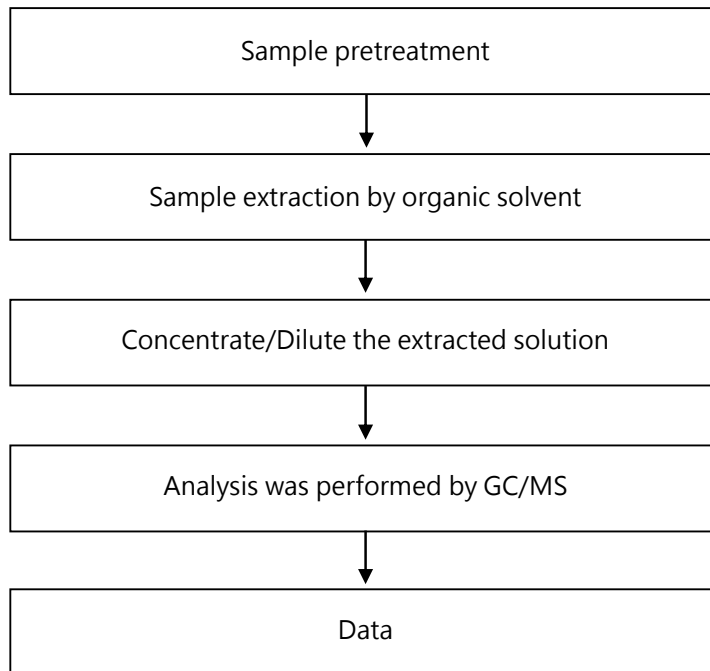 Sample pretreatment
Sample extraction by organic solvent
Concentrate/Dilute the extracted solution
Analysis was performed by GC/MS
Data